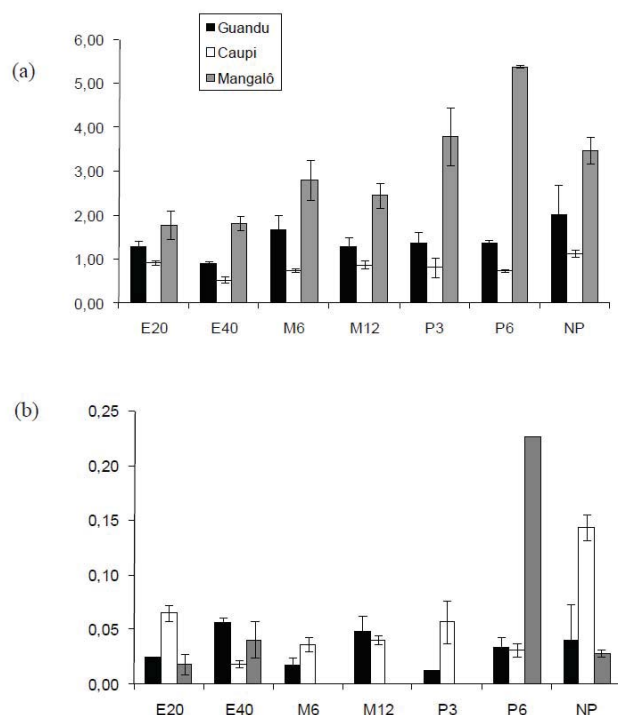 Guandu
Caupi
Mangalô
(a)
6,00
5,00
4,00
3,00
2,00
1,00
0,00
E20 E40 M6 M12 P3 P6 NP
(b)
0,25
0,20
0,15
0,10
0,05
0,00
E20 E40 M6 M12 P3 P6 NP